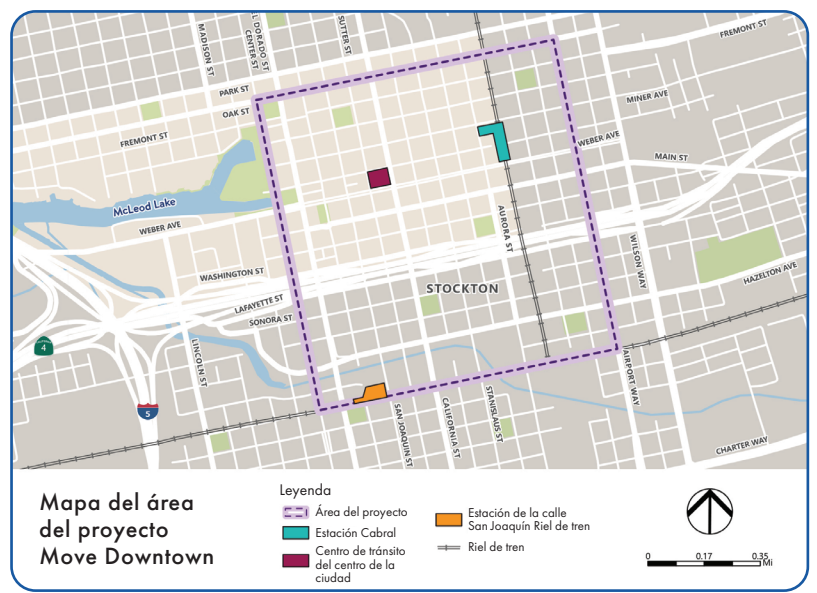 MADISON ST
EL DORADO ST
CENTER ST
SUTTER ST
FREMONT ST
PARK ST
OAK ST
MINER AVE
FREMONT ST
WEBER AVE
MAIN ST
McLeod Lake
WEBER AVE
AURORA ST
WILSON WAY
WASHINGTON ST
HAZELTON AVE
STOCKTON
LAFAYETTE ST
SONORA ST
CALIFORNIA
4
LINCOLN ST
AIRPORT WAY
5
SAN JOAQUIN ST
CALIFORNIA ST
STANISLAUS ST
CHARTER WAY
Mapa del área
del proyecto
Move Downtown
Leyenda
Área del proyecto
Estación Cabral
Centro de tránsito
del centro de la
ciudad
Estación de la calle
San Joaquín Riel de tren
Riel de tren
0 0.17 0.35
Mi